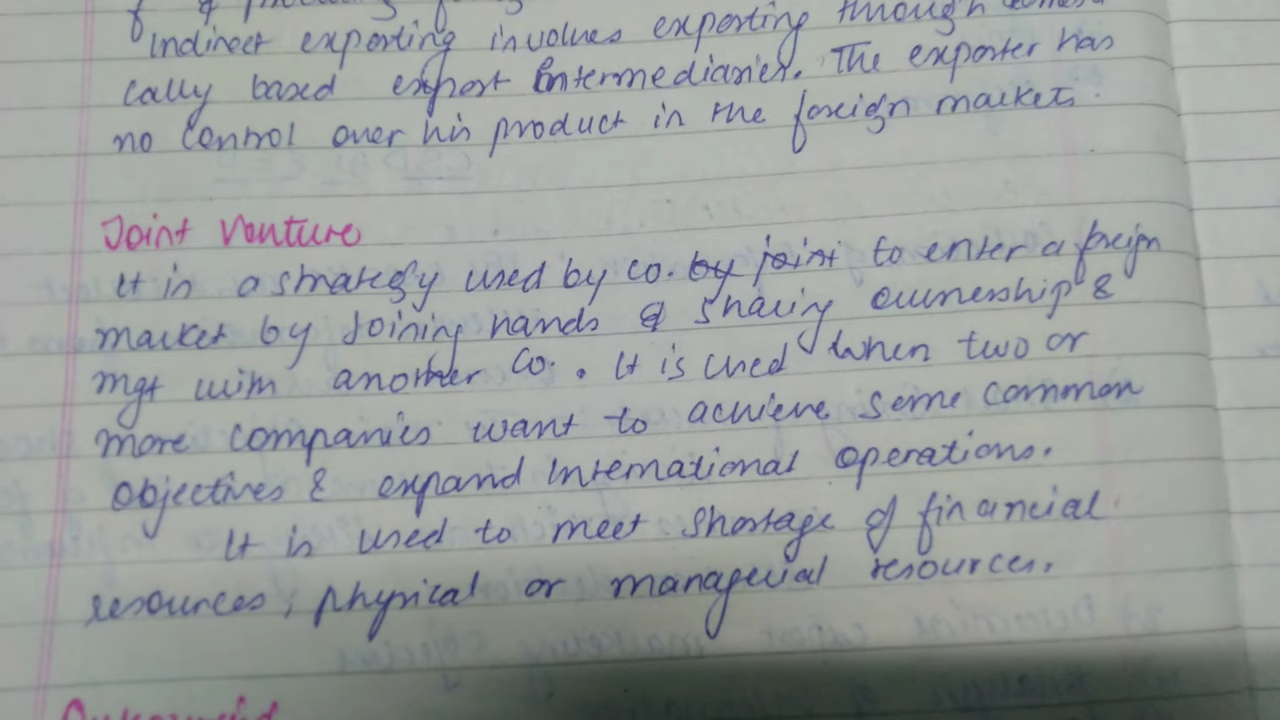 Indirect exporting involves exporting through
cally based export intermediaries. The exporter has
no control over his product in the foreign market.
Joint Venture
It is a strategy used by co. by joint to enter a foreign
market by joining hands & sharing ownership &
mgt with another co. It is used when two or
more companies want to achieve some common
objectives & expand international operations.
It is used to meet shortage of financial
resources, physical or managerial resources.